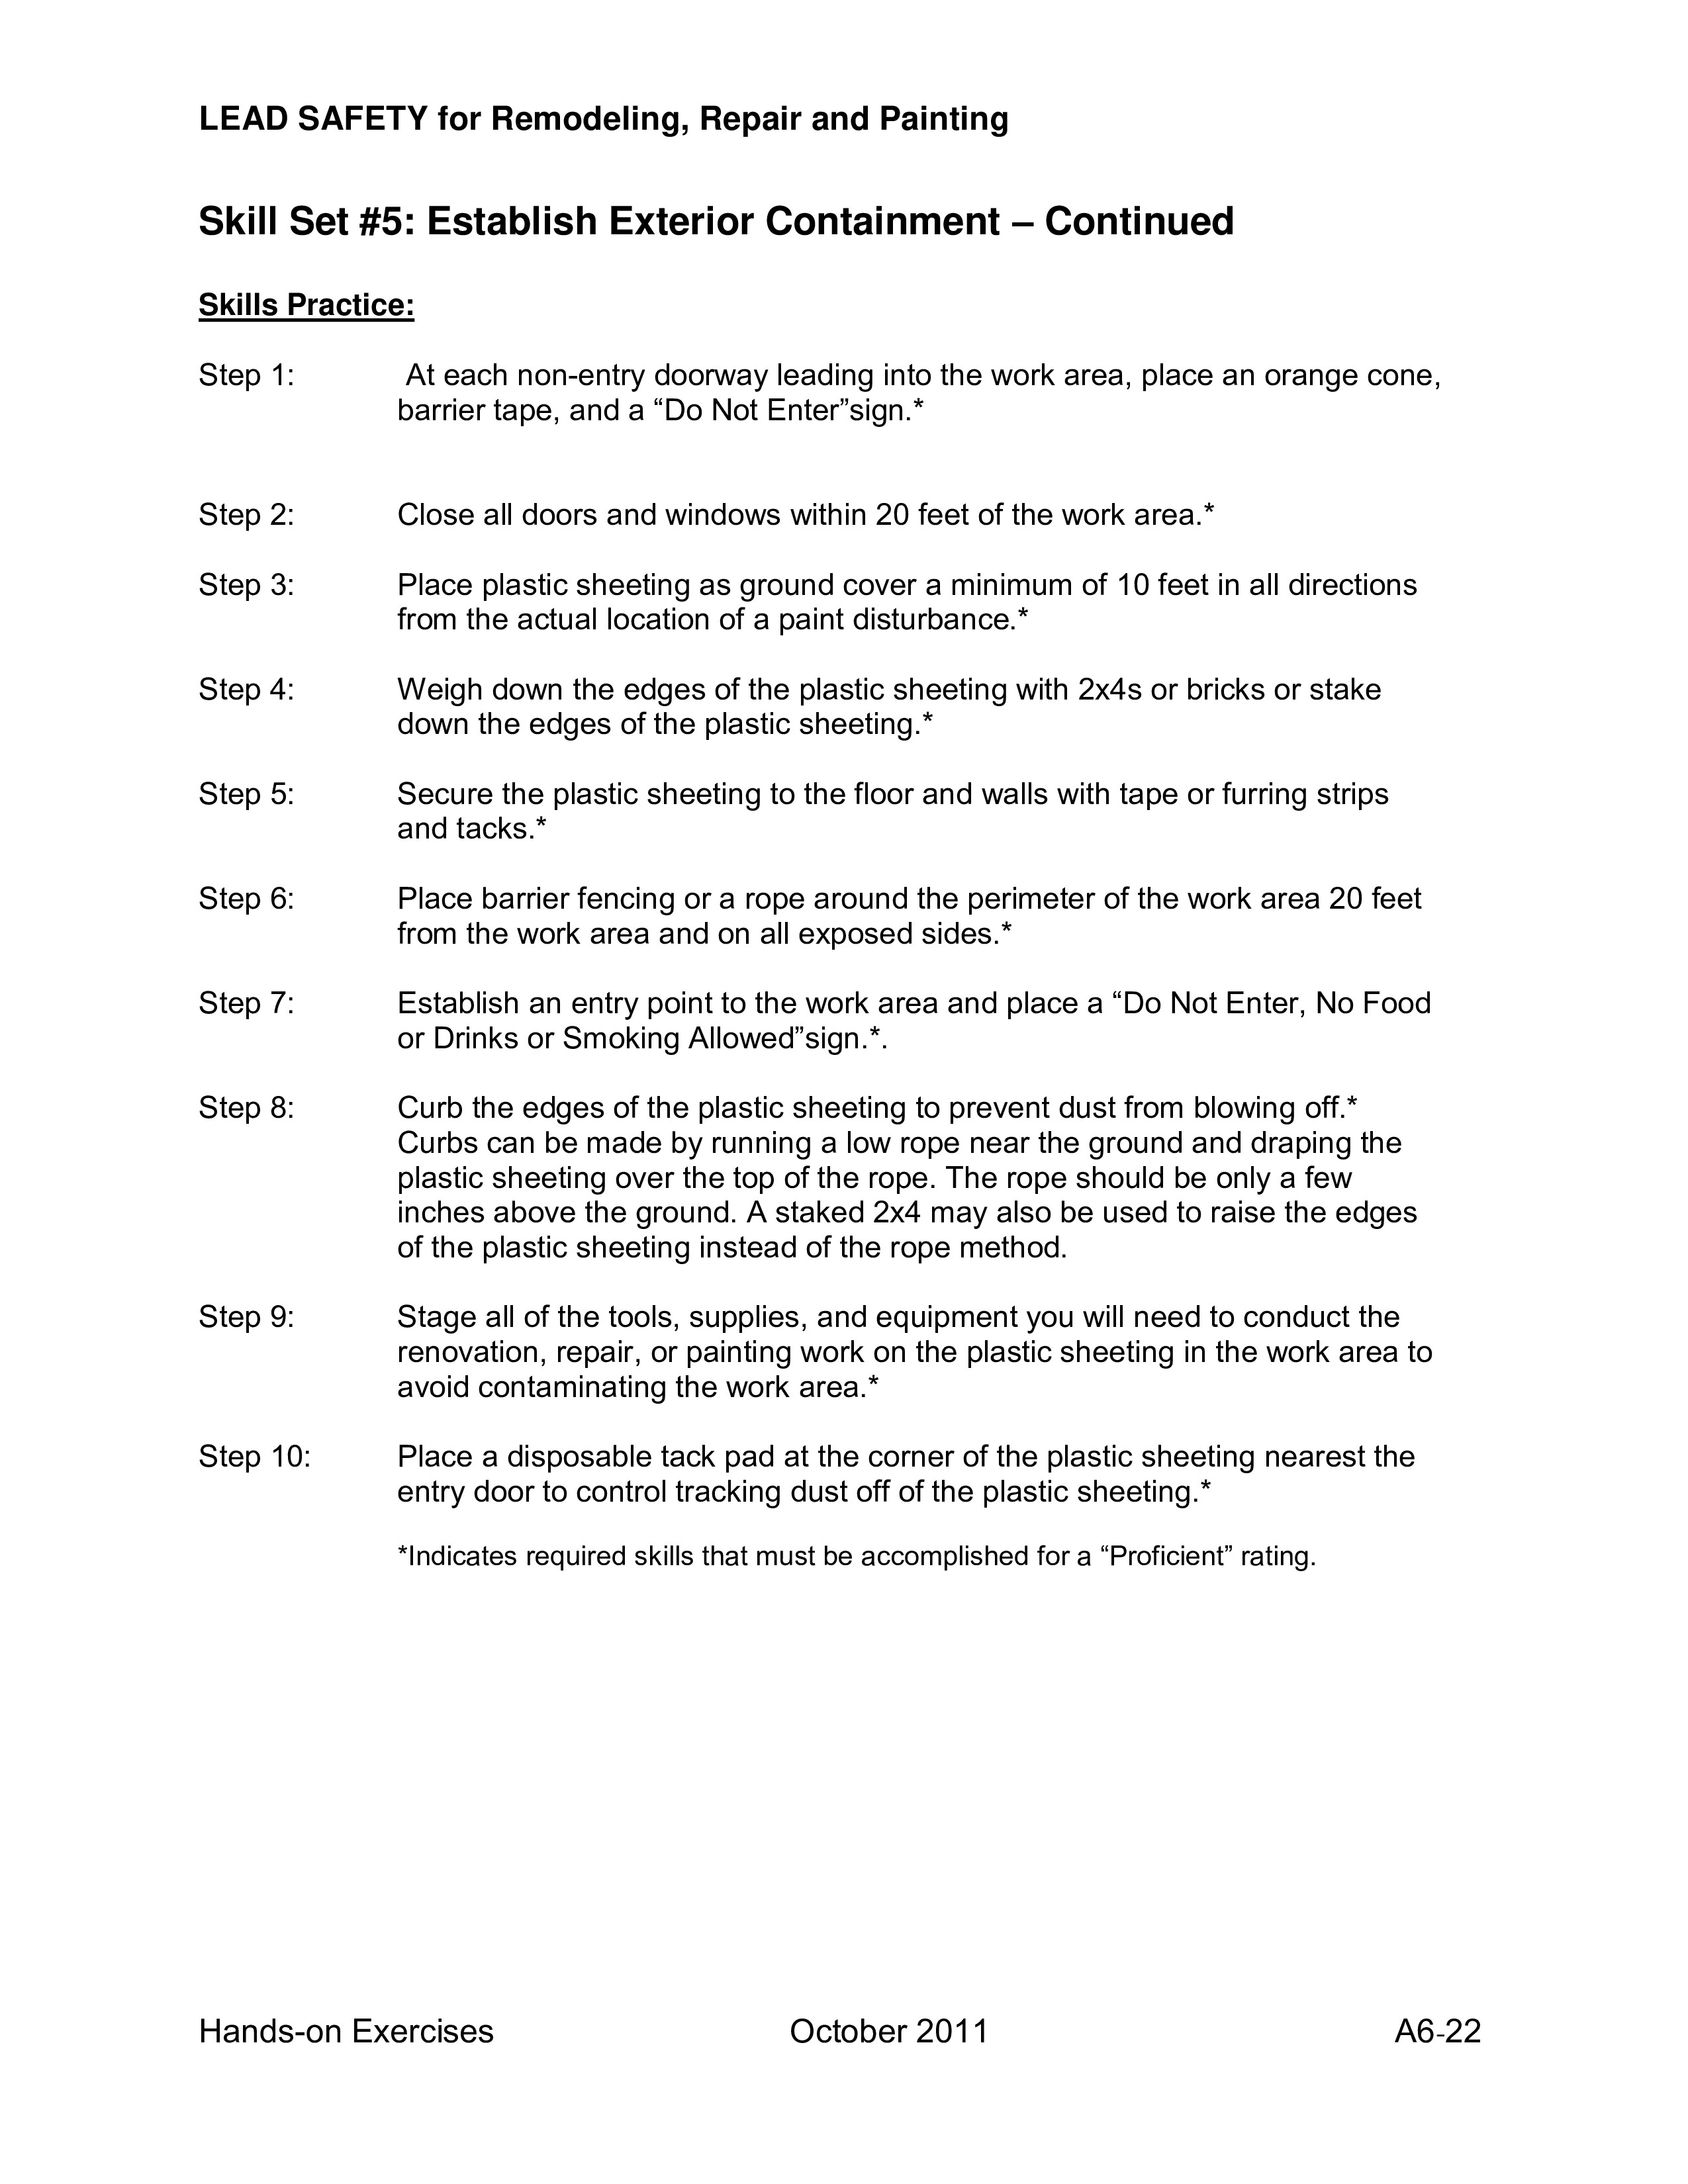 LEAD SAFETY for Remodeling, Repair and Painting
Skill Set #5: Establish Exterior Containment – Continued
Skills Practice:
Step 1: At each non-entry doorway leading into the work area, place an orange cone,
barrier tape, and a “Do Not Enter”sign.*
Step 2: Close all doors and windows within 20 feet of the work area.*
Step 3: Place plastic sheeting as ground cover a minimum of 10 feet in all directions
from the actual location of a paint disturbance.*
Step 4: Weigh down the edges of the plastic sheeting with 2x4s or bricks or stake
down the edges of the plastic sheeting.*
Step 5: Secure the plastic sheeting to the floor and walls with tape or furring strips
and tacks.*
Step 6: Place barrier fencing or a rope around the perimeter of the work area 20 feet
from the work area and on all exposed sides.*
Step 7: Establish an entry point to the work area and place a “Do Not Enter, No Food
or Drinks or Smoking Allowed”sign.*.
Step 8: Curb the edges of the plastic sheeting to prevent dust from blowing off.*
Curbs can be made by running a low rope near the ground and draping the
plastic sheeting over the top of the rope. The rope should be only a few
inches above the ground. A staked 2x4 may also be used to raise the edges
of the plastic sheeting instead of the rope method.
Step 9: Stage all of the tools, supplies, and equipment you will need to conduct the
renovation, repair, or painting work on the plastic sheeting in the work area to
avoid contaminating the work area.*
Step 10: Place a disposable tack pad at the corner of the plastic sheeting nearest the
entry door to control tracking dust off of the plastic sheeting.*
*Indicates required skills that must be accomplished for a “Proficient” rating.
Hands-on Exercises October 2011 A6-22